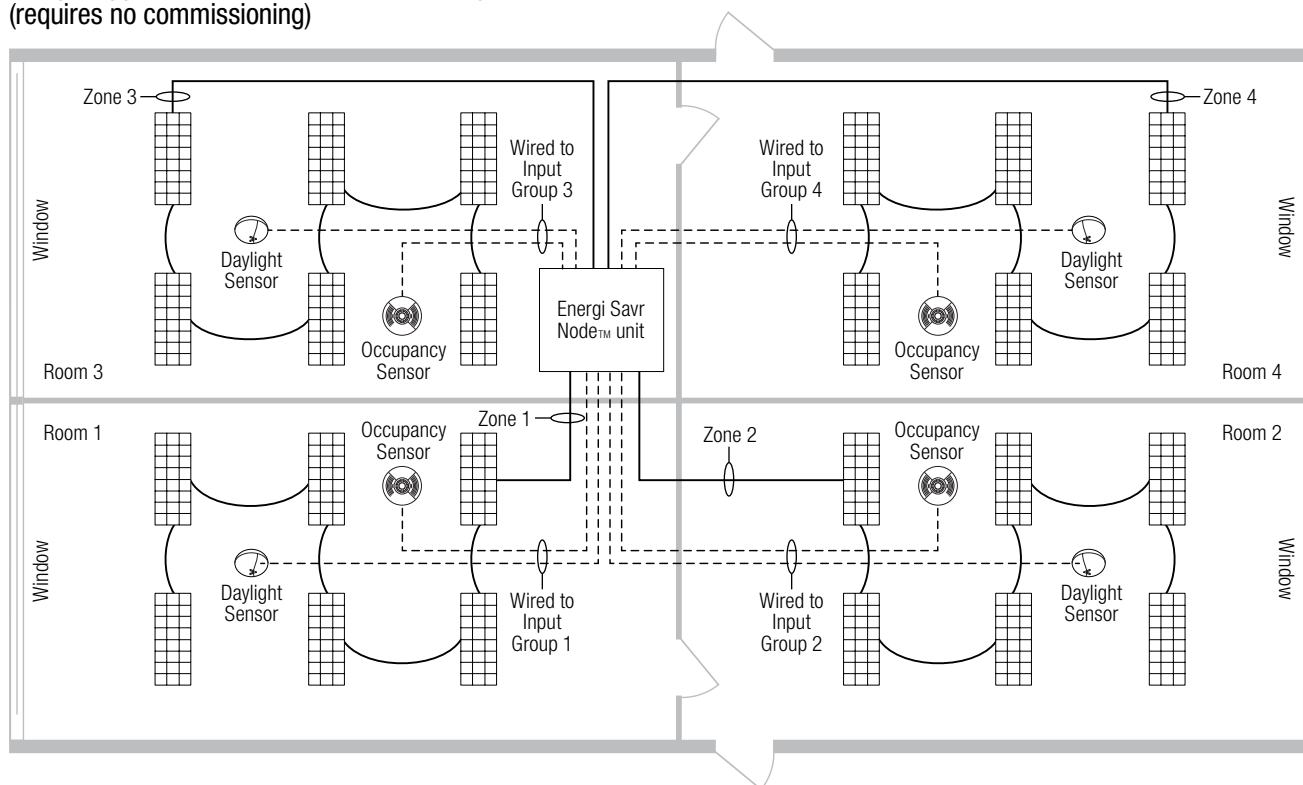 (requires no commissioning)
Zone 3
Zone 4
Wired to
Input
Group 3
Wired to
Input
Group 4
Window
Window
Daylight
Sensor
Daylight
Sensor
Energi Savr
Node™ unit
Occupancy
Sensor
Occupancy
Sensor
Room 3
Room 4
Room 1
Occupancy
Sensor
Zone 1
Zone 2
Occupancy
Sensor
Room 2
Window
Window
Daylight
Sensor
Wired to
Input
Group 1
Wired to
Input
Group 2
Daylight
Sensor